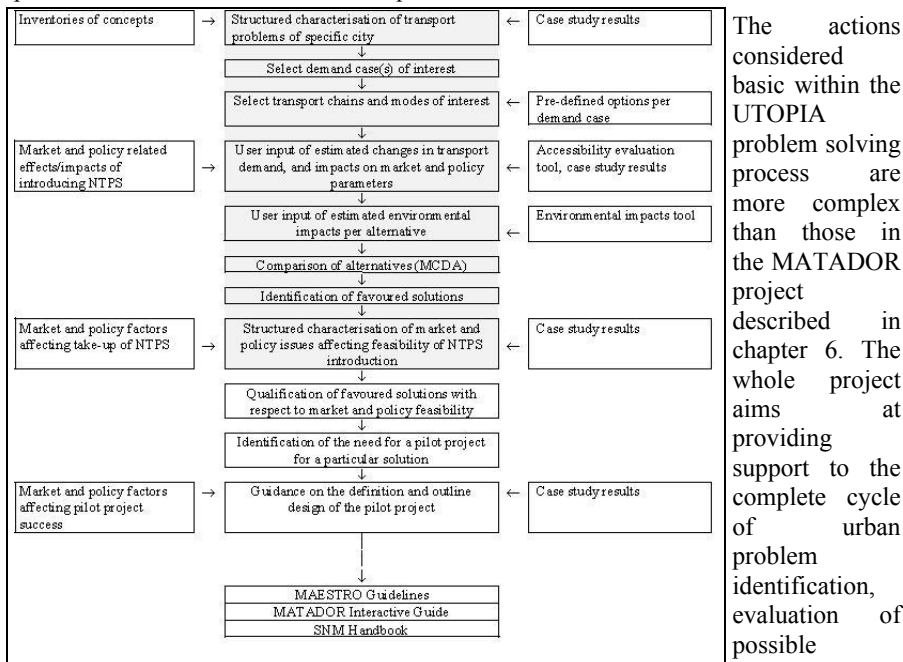 Inventories of concepts
→
Structured characterisation of transport
problems of specific city
←
Case study results
↓
Select demand case(s) of interest
↓
Select transport chains and modes of interest
←
Pre-defined options per
demand case
↓
Market and policy related
effects/impacts of
introducing NTPS
→
User input of estimated changes in transport
demand, and impacts on market and policy
parameters
←
Accessibility evaluation
tool, case study results
↓
User input of estimated environmental
impacts per alternative
←
Environmental impacts tool
↓
Comparison of alternatives (MCDA)
↓
Identification of favoured solutions
↓
Market and policy factors
affecting take-up of NTPS
→
Structured characterisation of market and
policy issues affecting feasibility of NTPS
introduction
←
Case study results
↓
Qualification of favoured solutions with
respect to market and policy feasibility
↓
Identification of the need for a pilot project
for a particular solution
↓
Market and policy factors
affecting pilot project
success
→
Guidance on the definition and outline
design of the pilot project
←
Case study results
↓
MAESTRO Guidelines
MATADOR Interactive Guide
SNM Handbook
The actions
considered
basic within the
UTOPIA
problem solving
process are
more complex
than those in
the MATADOR
project
described in
chapter 6. The
whole project
aims at
providing
support to the
complete cycle
of urban
problem
identification,
evaluation of
possible